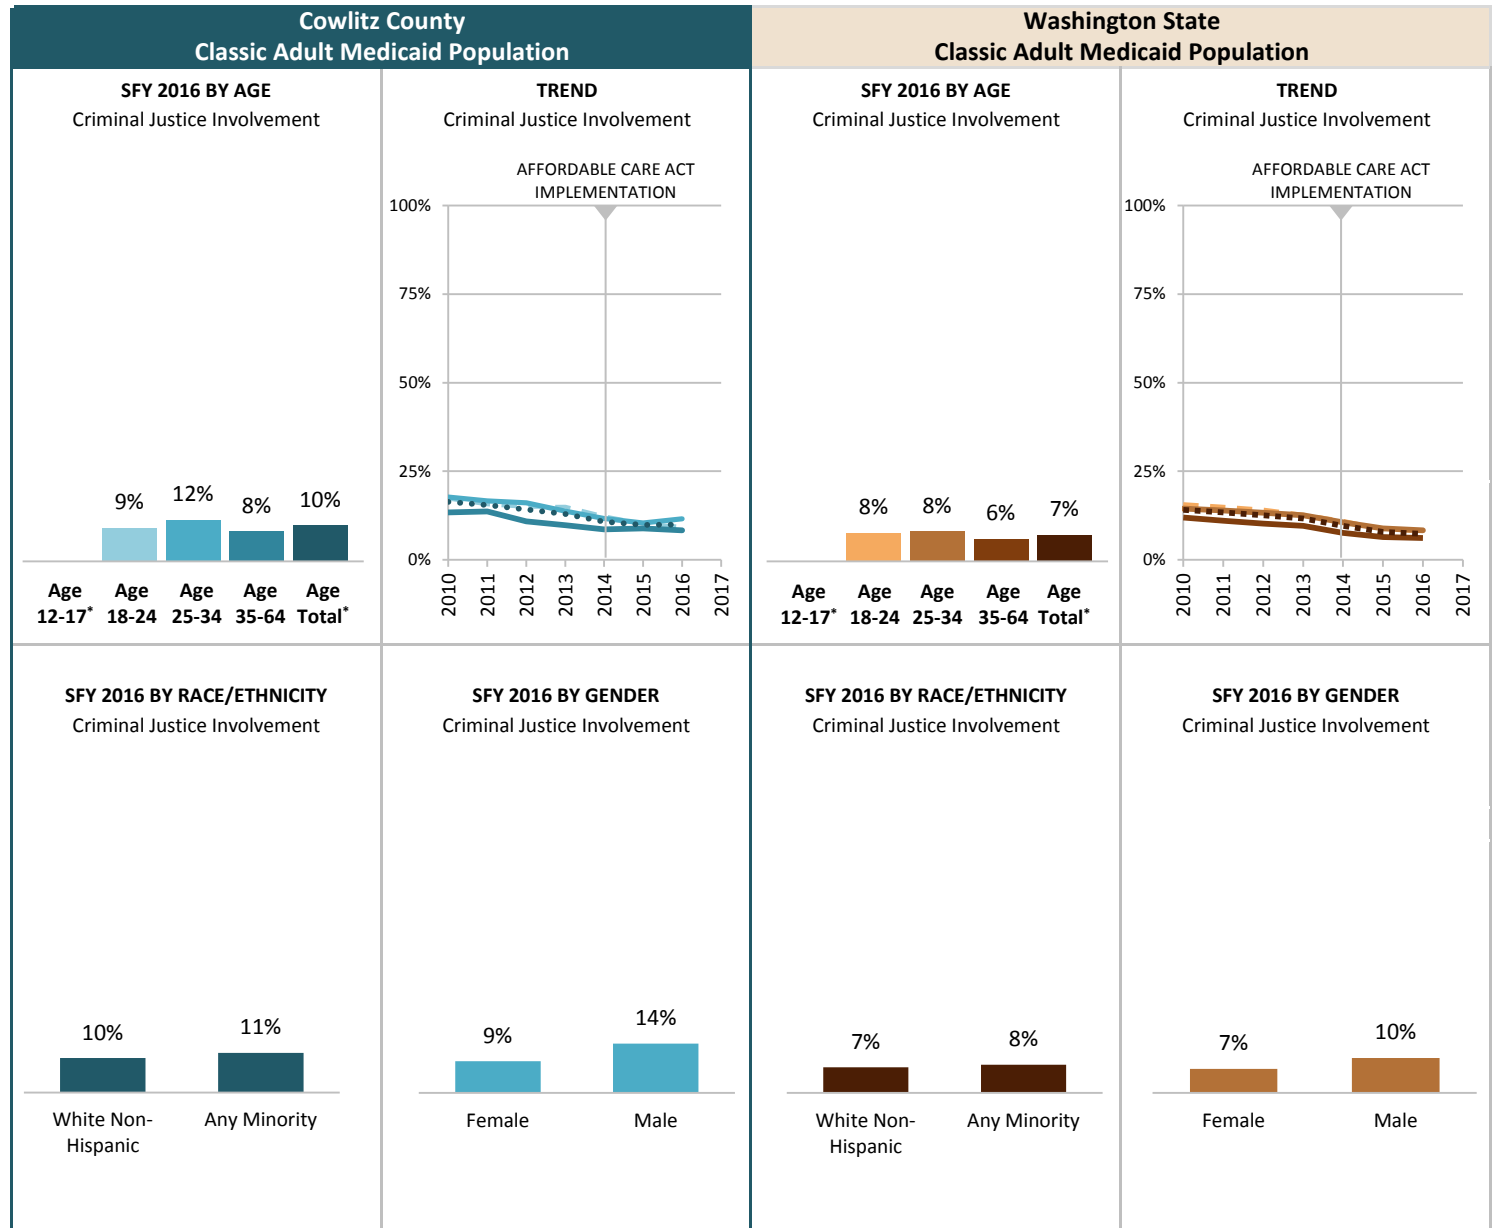 Cowlitz County
Classic Adult Medicaid Population
Washington State
Classic Adult Medicaid Population
SFY 2016 BY AGE
Criminal Justice Involvement
9%
12%
8%
10%
Age
12-17*
Age
18-24
Age
25-34
Age
35-64
Age
Total*
TREND
Criminal Justice Involvement
AFFORDABLE CARE ACT
IMPLEMENTATION
100%
75%
50%
25%
0%
2010
2011
2012
2013
2014
2015
2016
2017
SFY 2016 BY AGE
Criminal Justice Involvement
8%
8%
6%
7%
Age
12-17*
Age
18-24
Age
25-34
Age
35-64
Age
Total*
TREND
Criminal Justice Involvement
AFFORDABLE CARE ACT
IMPLEMENTATION
100%
75%
50%
25%
0%
2010
2011
2012
2013
2014
2015
2016
2017
SFY 2016 BY RACE/ETHNICITY
Criminal Justice Involvement
10%
11%
White Non-
Hispanic
Any Minority
SFY 2016 BY GENDER
Criminal Justice Involvement
9%
14%
Female
Male
SFY 2016 BY RACE/ETHNICITY
Criminal Justice Involvement
7%
8%
White Non-
Hispanic
Any Minority
SFY 2016 BY GENDER
Criminal Justice Involvement
7%
10%
Female
Male